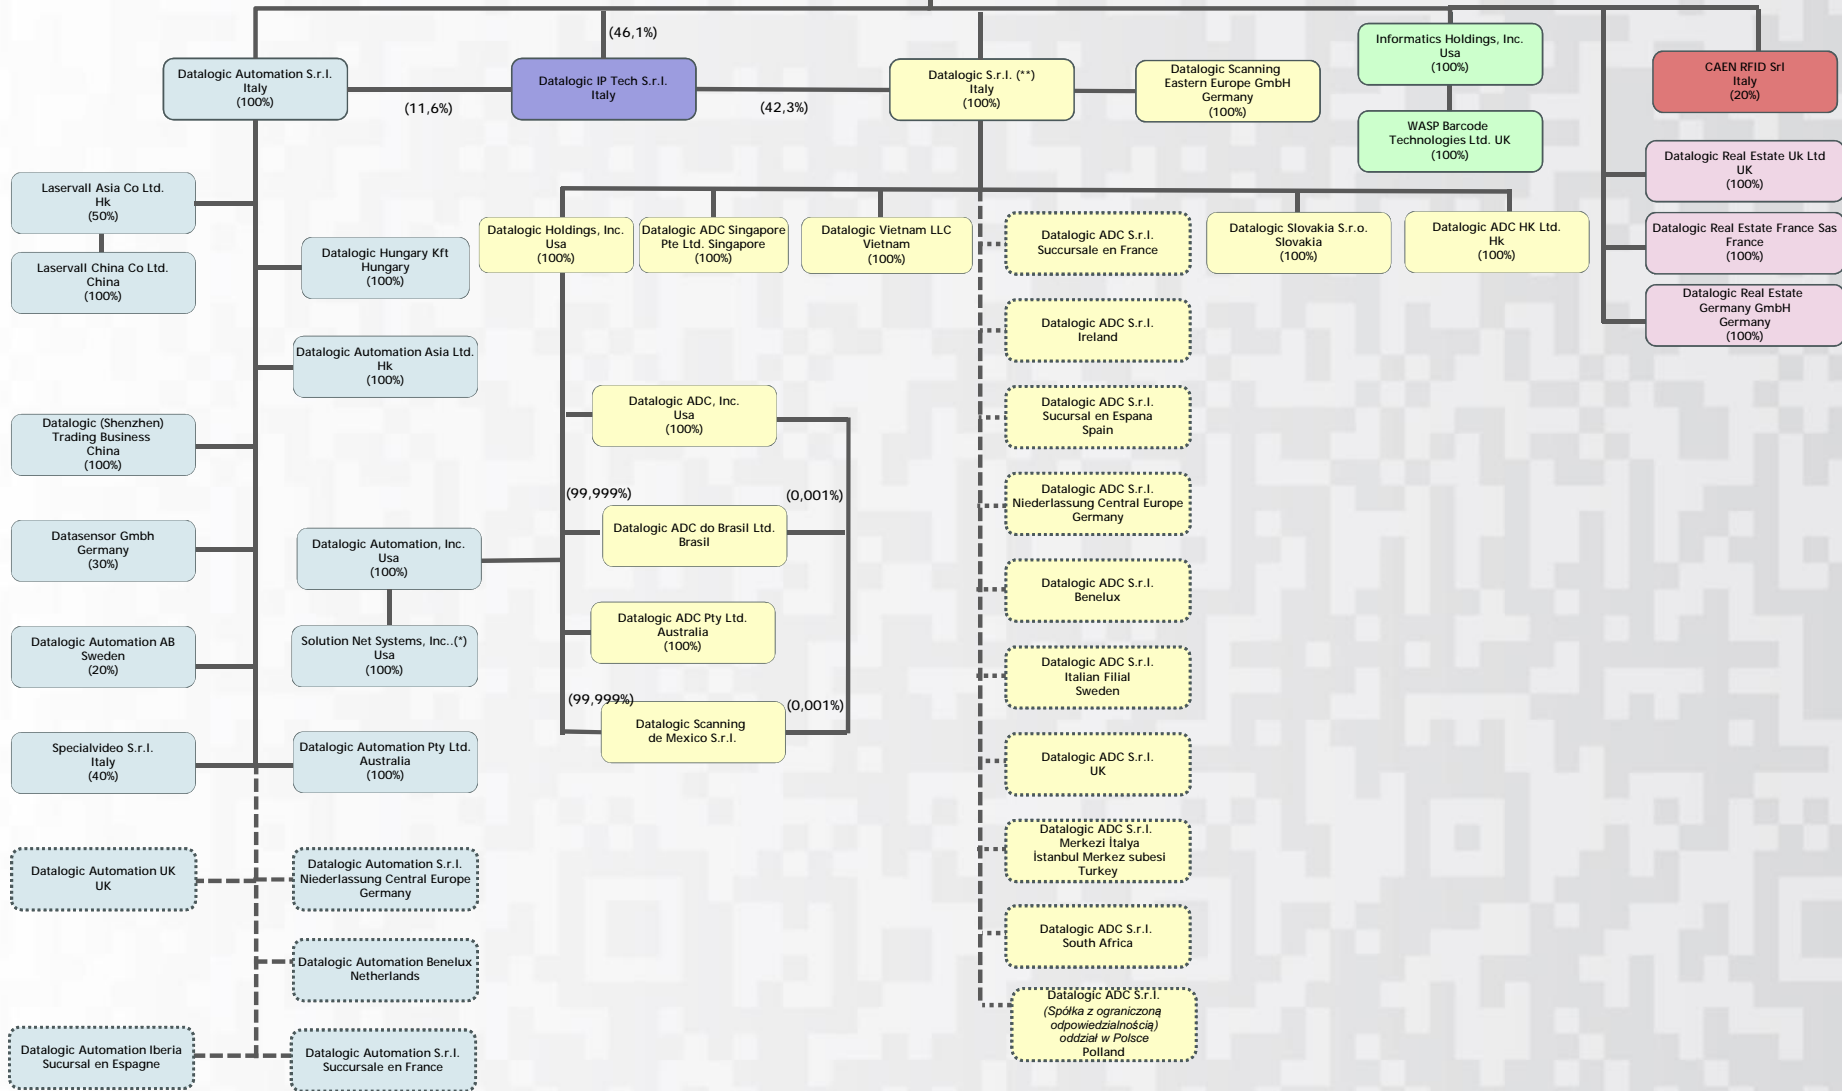 (46,1%)
Datalogic Automation S.r.l.
Italy
(100%)
(11,6%)
Datalogic IP Tech S.r.l.
Italy
(42,3%)
Datalogic S.r.l. (**)
Italy
(100%)
Datalogic Scanning
Eastern Europe GmbH
Germany
(100%)
Informatics Holdings, Inc.
Usa
(100%)
WASP Barcode
Technologies Ltd. UK
(100%)
CAEN RFID Srl
Italy
(20%)
Datalogic Real Estate Uk Ltd
UK
(100%)
Datalogic Real Estate France Sas
France
(100%)
Datalogic Real Estate
Germany GmbH
Germany
(100%)
Laservall Asia Co Ltd.
Hk
(50%)
Laservall China Co Ltd.
China
(100%)
Datalogic Hungary Kft
Hungary
(100%)
Datalogic Automation Asia Ltd.
Hk
(100%)
Datalogic (Shenzhen)
Trading Business
China
(100%)
Datasensor Gmbh
Germany
(30%)
Datalogic Automation, Inc.
Usa
(100%)
Datalogic Automation AB
Sweden
(20%)
Solution Net Systems, Inc..(*)
Usa
(100%)
Specialvideo S.r.l.
Italy
(40%)
Datalogic Automation Pty Ltd.
Australia
(100%)
Datalogic Automation UK
UK
Datalogic Automation S.r.l.
Niederlassung Central Europe
Germany
Datalogic Automation Benelux
Netherlands
Datalogic Automation Iberia
Sucursal en Espagne
Datalogic Automation S.r.l.
Succursale en France
Datalogic Holdings, Inc.
Usa
(100%)
Datalogic ADC Singapore
Pte Ltd. Singapore
(100%)
Datalogic Vietnam LLC
Vietnam
(100%)
Datalogic ADC S.r.l.
Succursale en France
Datalogic Slovakia S.r.o.
Slovakia
(100%)
Datalogic ADC HK Ltd.
Hk
(100%)
Datalogic ADC, Inc.
Usa
(100%)
(99,999%)
(0,001%)
Datalogic ADC do Brasil Ltd.
Brasil
Datalogic ADC Pty Ltd.
Australia
(100%)
(99,999%)
(0,001%)
Datalogic Scanning
de Mexico S.r.l.
Datalogic ADC S.r.l.
Ireland
Datalogic ADC S.r.l.
Sucursal en Espana
Spain
Datalogic ADC S.r.l.
Niederlassung Central Europe
Germany
Datalogic ADC S.r.l.
Benelux
Datalogic ADC S.r.l.
Italian Filial
Sweden
Datalogic ADC S.r.l.
UK
Datalogic ADC S.r.l.
Merkezi İtalya
İstanbul Merkez subesi
Turkey
Datalogic ADC S.r.l.
South Africa
Datalogic ADC S.r.l.
(Spółka z ograniczoną
odpowiedzialnością)
oddział w Polsce
Polland